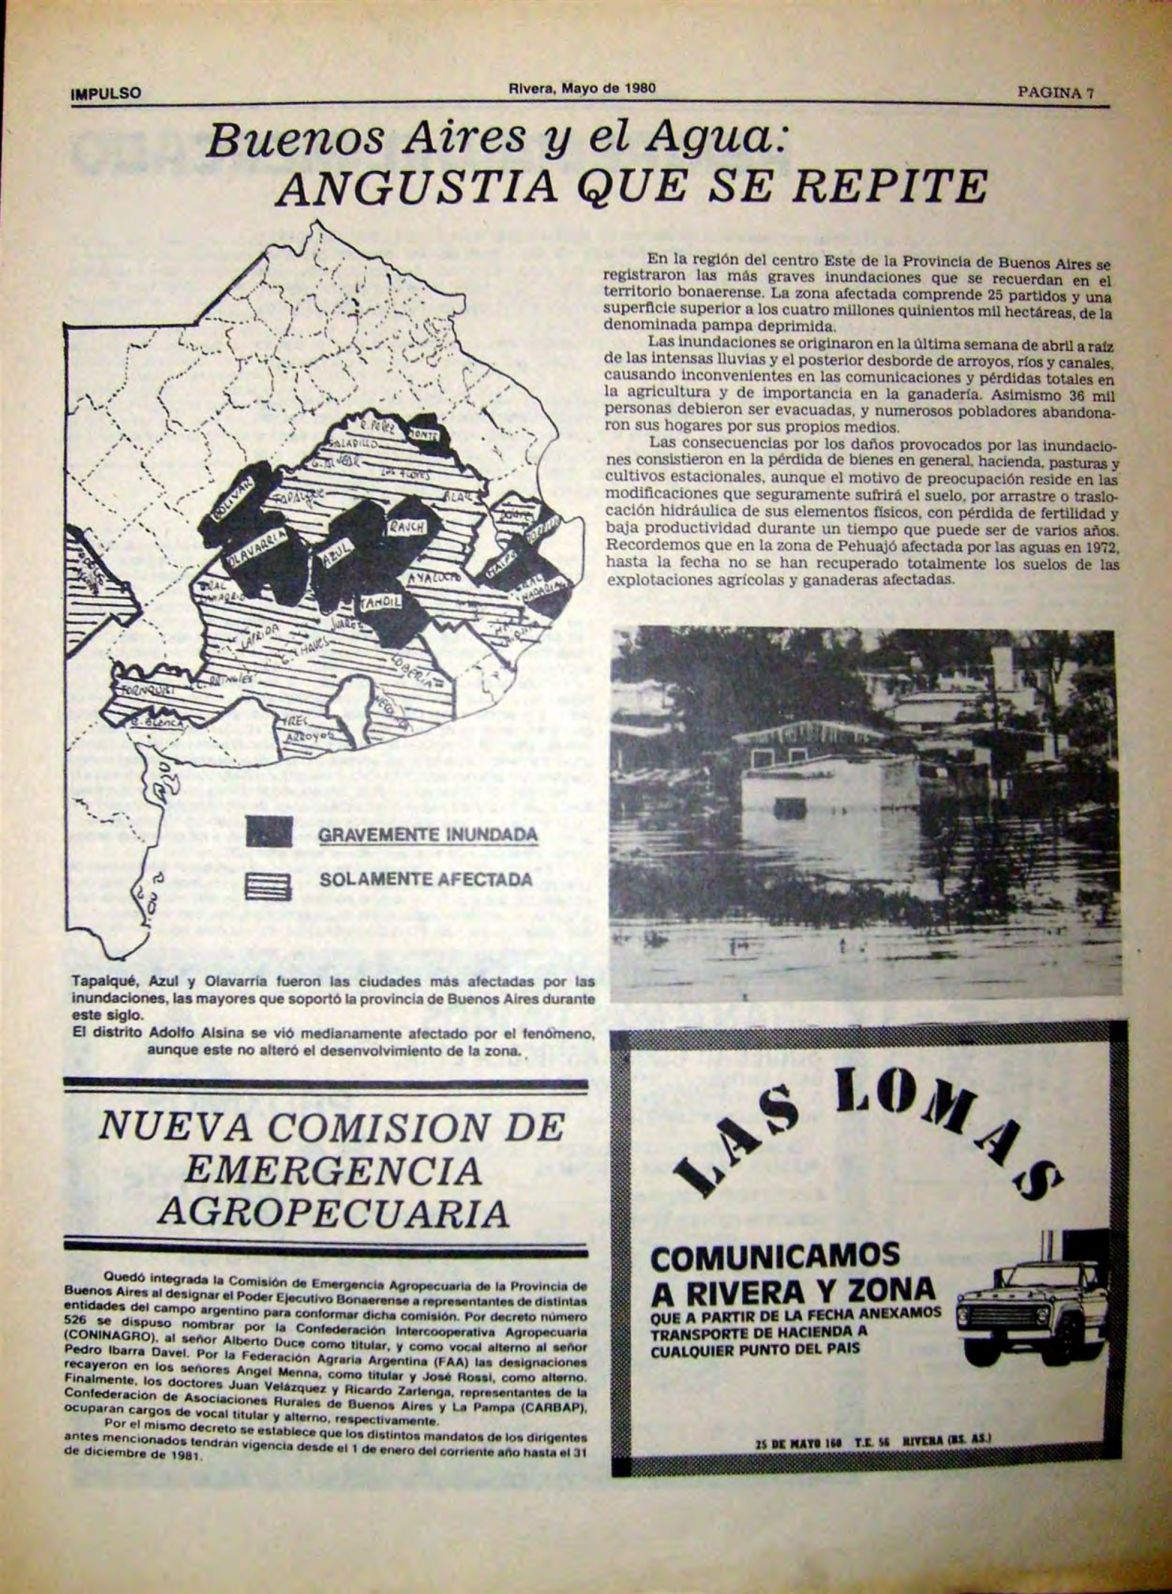 IMPULSO
Rivera, Mayo de 1980
PAGINA 7
Buenos Aires y el Agua:
ANGUSTIA QUE SE REPITE
En la región del centro Este de la Provincia de Buenos Aires se
registraron las más graves inundaciones que se recuerdan en el
territorio bonaerense. La zona afectada comprende 25 partidos y una
superficie superior a los cuatro millones quinientos mil hectáreas, de la
denominada pampa deprimida.
Las inundaciones se originaron en la última semana de abril a raíz
de las intensas lluvias y el posterior desborde de arroyos, ríos y canales,
causando inconvenientes en las comunicaciones y pérdidas totales en
la agricultura y de importancia en la ganadería. Asimismo 36 mil
personas debieron ser evacuadas, y numerosos pobladores abandona-
ron sus hogares por sus propios medios.
Las consecuencias por los daños provocados por las inundacio-
nes consistieron en la pérdida de bienes en general, hacienda, pasturas y
cultivos estacionales, aunque el motivo de preocupación reside en las
modificaciones que seguramente sufrirá el suelo, por arrastre o traslo-
cación hidráulica de sus elementos físicos, con pérdida de fertilidad y
baja productividad durante un tiempo que puede ser de varios años.
Recordemos que en la zona de Pehuajó afectada por las aguas en 1972,
hasta la fecha no se han recuperado totalmente los suelos de las
explotaciones agrícolas y ganaderas afectadas.
R. PEREZ
MONTE
SALADILLO
G. ALVEAR
LAS FLORES
BOLIVAR
TAPALQUE
PILAR
RAUCH
OLAVARRIA
AZUL
MAIPU
AYACUCHO
GRAL
MADARIAGA
GRAL
LAMADRID
TANDIL
JUAREZ
LAPRIDA
G. CHAVES
LOBERIA
TORNQUIST
C. PRINGLES
B. BLANCA
TRES
ARROYOS
GRAVEMENTE INUNDADA
SOLAMENTE AFECTADA
Tapalqué, Azul y Olavarría fueron las ciudades más afectadas por las
inundaciones, las mayores que soportó la provincia de Buenos Aires durante
este siglo.
El distrito Adolfo Alsina se vió medianamente afectado por el fenómeno,
aunque este no alteró el desenvolvimiento de la zona.
NUEVA COMISION DE
EMERGENCIA
AGROPECUARIA
Quedó integrada la Comisión de Emergencia Agropecuaria de la Provincia de
Buenos Aires al designar el Poder Ejecutivo Bonaerense a representantes de distintas
entidades del campo argentino para conformar dicha comisión. Por decreto número
526 se dispuso nombrar por la Confederación Intercooperativa Agropecuaria
(CONINAGRO), al señor Alberto Duce como titular, y como vocal alterno al señor
Pedro Ibarra Davel. Por la Federación Agraria Argentina (FAA) las designaciones
recayeron en los señores Angel Menna, como titular y José Rossi, como alterno.
Finalmente, los doctores Juan Velázquez y Ricardo Zarlenga, representantes de la
Confederación de Asociaciones Rurales de Buenos Aires y La Pampa (CARBAP),
ocuparan cargos de vocal titular y alterno, respectivamente.
Por el mismo decreto se establece que los distintos mandatos de los dirigentes
antes mencionados tendrán vigencia desde el 1 de enero del corriente año hasta el 31
de diciembre de 1981.
LAS LOMAS
COMUNICAMOS
A RIVERA Y ZONA
QUE A PARTIR DE LA FECHA ANEXAMOS
TRANSPORTE DE HACIENDA A
CUALQUIER PUNTO DEL PAIS
25 DE MAYO 160 T.E. 56 RIVERA (BS. AS.)